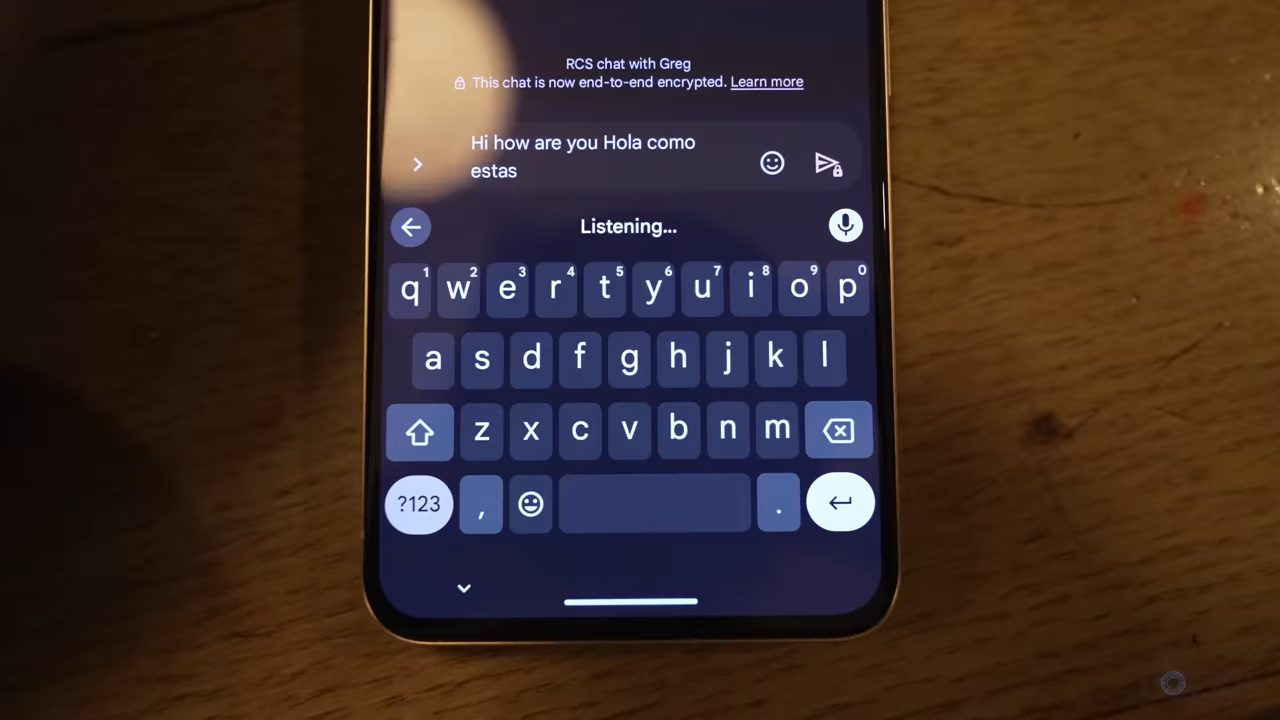 RCS chat with Greg
This chat is now end-to-end encrypted. Learn more
Hi how are you Hola como
estas
Listening...
q1 w2 e3 r4 t5 y6 u7 i8 o9 p0
a s d f g h j k l
z x c v b n m
?123 , .